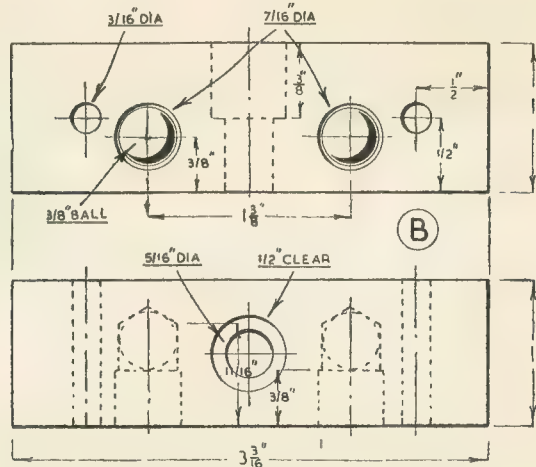 3/16" DIA
7/16" DIA
3/8"
1/2"
3/8"
1/2"
3/8" BALL
1 3/8"
B
5/16" DIA
1/2" CLEAR
11/16"
3/8"
3 3/16"